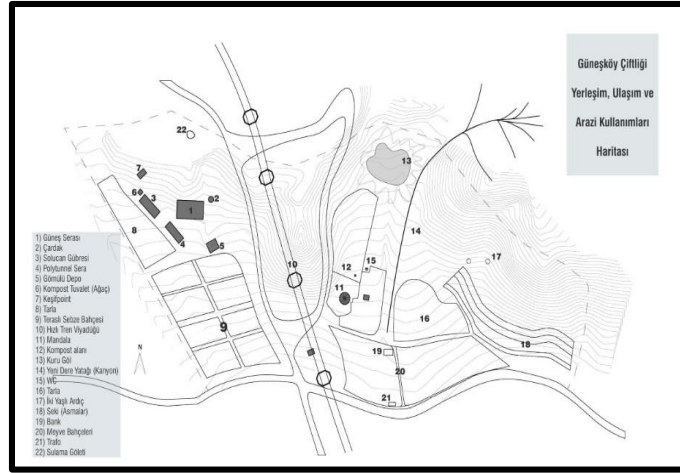 Güneşköy Çiftliği
Yerleşim, Ulaşım ve
Arazi Kullanımları
Haritası
22
13
7
6
3
2
1
14
8
4
5
17
15
12
10
11
16
9
18
19
20
21
N
1) Güneş Serası
2) Çardak
3) Solucan Gübresi
4) Polytunnel Sera
5) Gömülü Depo
6) Kompost Tuvalet (Ağaç)
7) Keşifpoint
8) Tarla
9) Teraslı Sebze Bahçesi
10) Hızlı Tren Viyadüğü
11) Mandala
12) Kompost alanı
13) Kuru Göl
14) Yeni Dere Yatağı (Kanyon)
15) WC
16) Tarla
17) İki Yaşlı Ardıç
18) Seki (Asmalar)
19) Bank
20) Meyve Bahçeleri
21) Trafo
22) Sulama Göleti